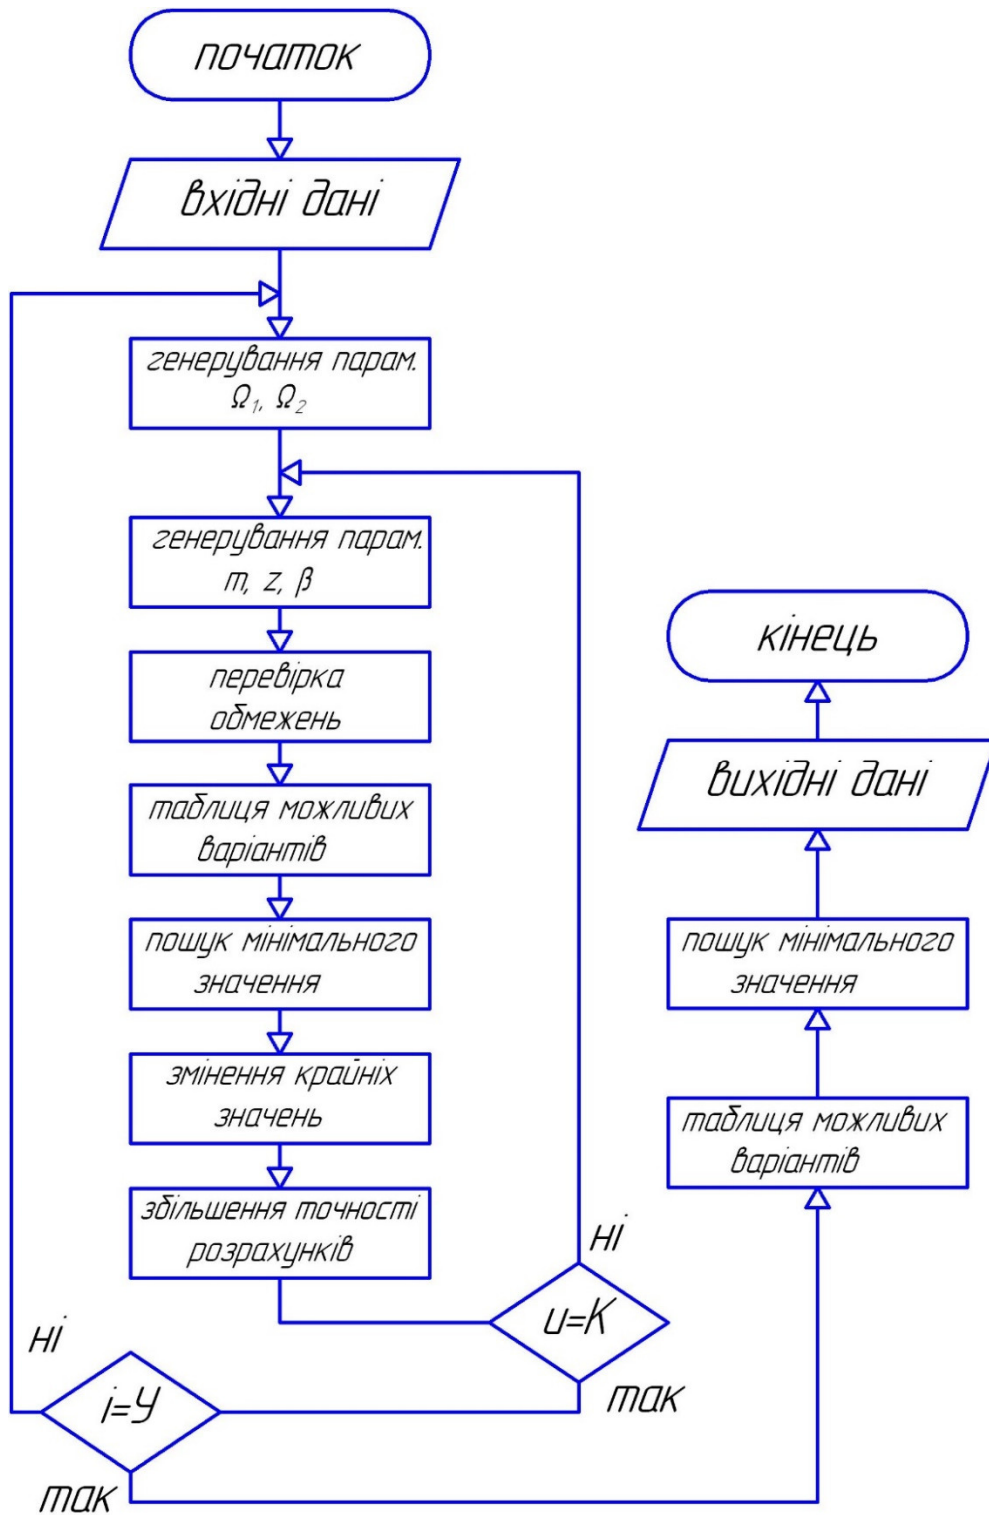 початок
вхідні дані
генерування парам.
Ω₁, Ω₂
генерування парам.
m, z, β
перевірка
обмежень
таблиця можливих
варіантів
пошук мінімального
значення
змінення крайніх
значень
збільшення точності
розрахунків
ні
u=K
так
ні
i=У
так
таблиця можливих
варіантів
пошук мінімального
значення
вихідні дані
кінець